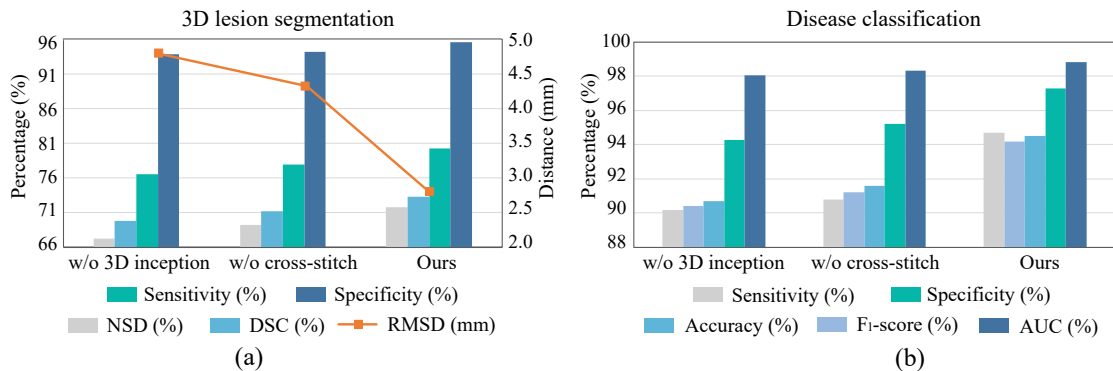 3D lesion segmentation
Percentage (%)
96
91
86
81
76
71
66
5.0
4.5
4.0
3.5
3.0
2.5
2.0
Distance (mm)
w/o 3D inception w/o cross-stitch Ours
Sensitivity (%) Specificity (%)
NSD (%) DSC (%) RMSD (mm)
(a)
Disease classification
Percentage (%)
100
98
96
94
92
90
88
w/o 3D inception w/o cross-stitch Ours
Sensitivity (%) Specificity (%)
Accuracy (%) F₁-score (%) AUC (%)
(b)